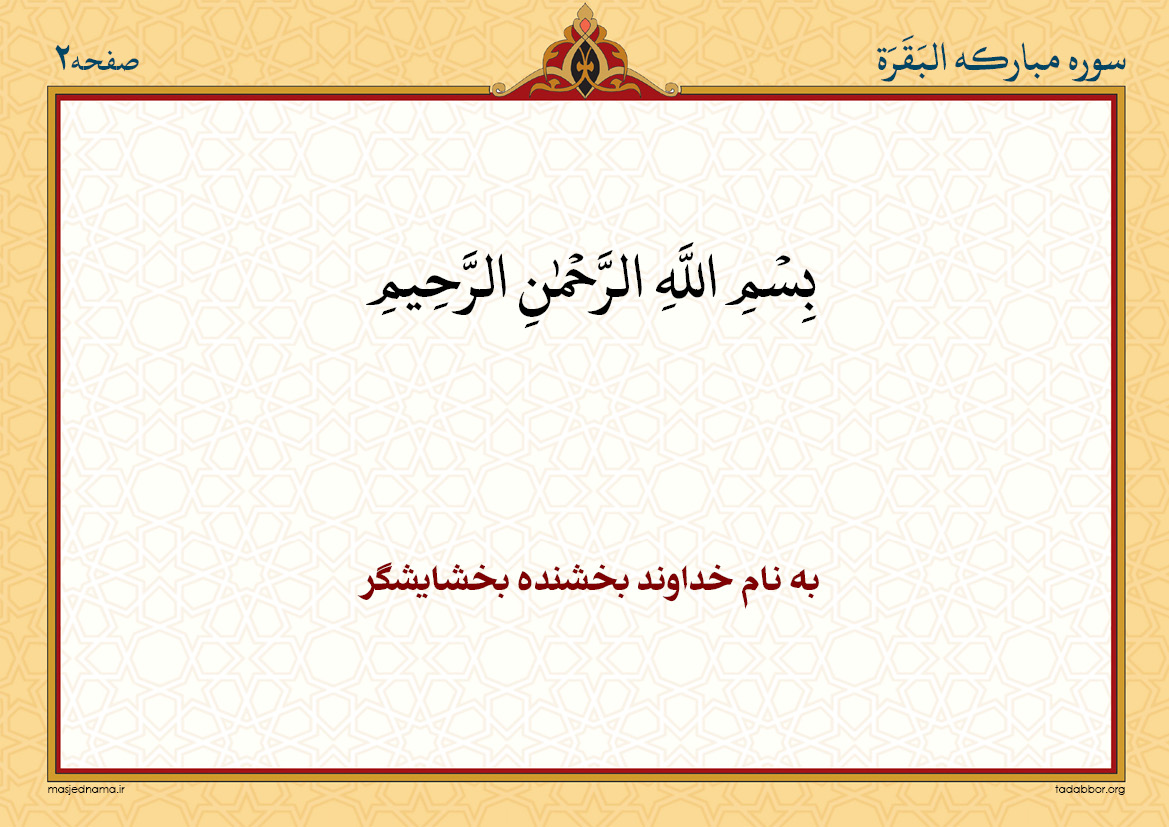 سوره مبارکه البَقَرَة
صفحه۲
بِسْمِ اللَّهِ الرَّحْمَٰنِ الرَّحِيمِ
به نام خداوند بخشنده بخشایشگر
masjednama.ir
tadabbor.org